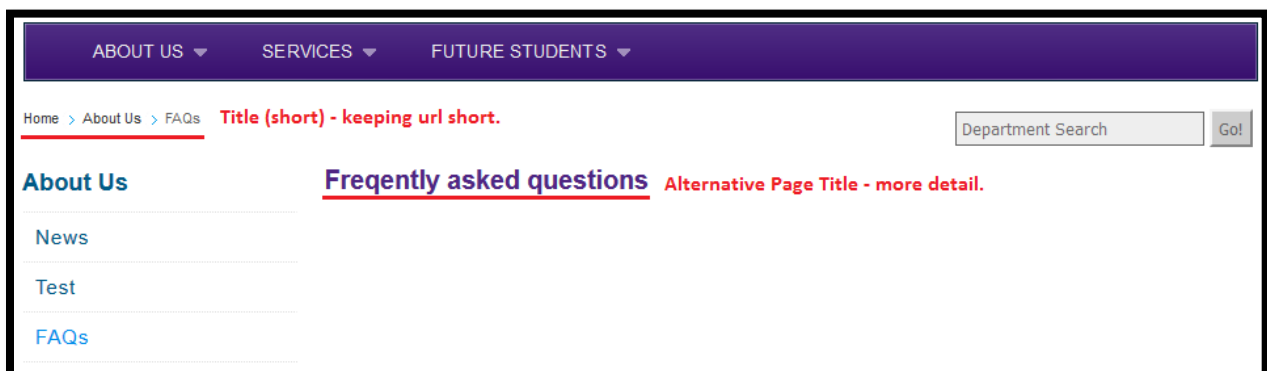 ABOUT US SERVICES FUTURE STUDENTS
Home > About Us > FAQs Title (short) - keeping url short.
Department Search Go!
About Us
Freqently asked questions Alternative Page Title - more detail.
News
Test
FAQs